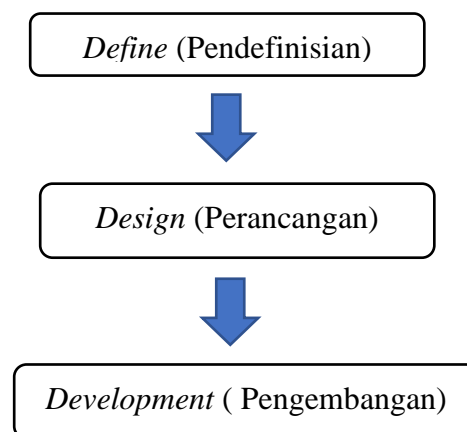 Define (Pendefinisian)
Design (Perancangan)
Development ( Pengembangan)